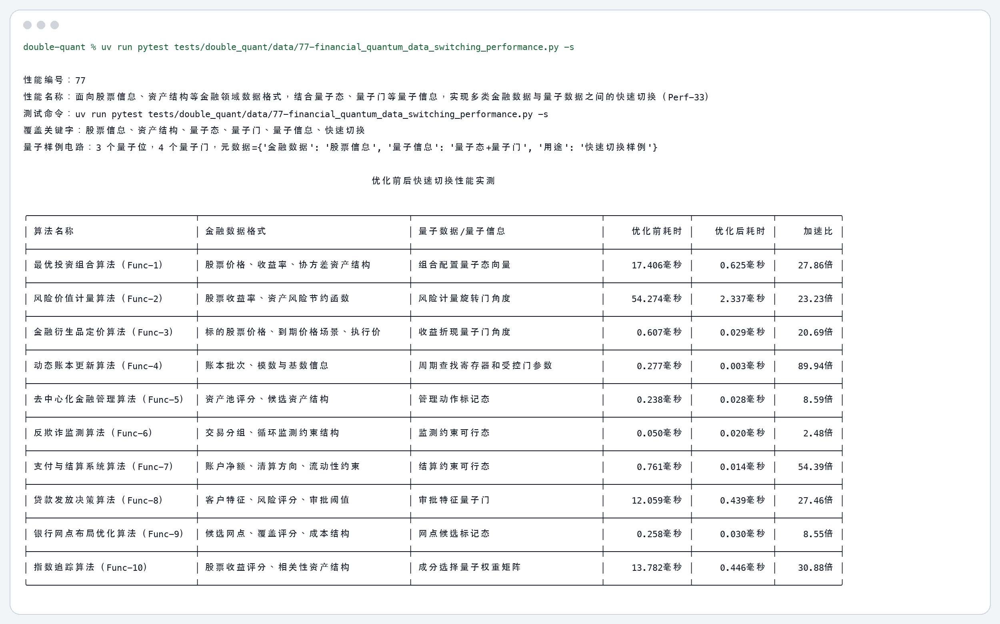 double-quant % uv run pytest tests/double_quant/data/77-financial_quantum_data_switching_performance.py -s
性能编号：77
性能名称：面向股票信息、资产结构等金融领域数据格式，结合量子态、量子门等量子信息，实现多类金融数据与量子数据之间的快速切换（Perf-33）
测试命令：uv run pytest tests/double_quant/data/77-financial_quantum_data_switching_performance.py -s
覆盖关键字：股票信息、资产结构、量子态、量子门、量子信息、快速切换
量子样例电路：3 个量子位，4 个量子门，元数据={'金融数据': '股票信息', '量子信息': '量子态+量子门', '用途': '快速切换样例'}
优化前后快速切换性能实测
算法名称 金融数据格式 量子数据/量子信息 优化前耗时 优化后耗时 加速比
最优投资组合算法（Func-1） 股票价格、收益率、协方差资产结构 组合配置量子态向量 17.406毫秒 0.625毫秒 27.86倍
风险价值计量算法（Func-2） 股票收益率、资产风险节约函数 风险计量旋转门角度 54.274毫秒 2.337毫秒 23.23倍
金融衍生品定价算法（Func-3） 标的股票价格、到期价格场景、执行价 收益折现量子门角度 0.607毫秒 0.029毫秒 20.69倍
动态账本更新算法（Func-4） 账本批次、模数与基数信息 周期查找寄存器和受控门参数 0.277毫秒 0.003毫秒 89.94倍
去中心化金融管理算法（Func-5） 资产池评分、候选资产结构 管理动作标记态 0.238毫秒 0.028毫秒 8.59倍
反欺诈监测算法（Func-6） 交易分组、循环监测约束结构 监测约束可行态 0.050毫秒 0.020毫秒 2.48倍
支付与结算系统算法（Func-7） 账户净额、清算方向、流动性约束 结算约束可行态 0.761毫秒 0.014毫秒 54.39倍
贷款发放决策算法（Func-8） 客户特征、风险评分、审批阈值 审批特征量子门 12.059毫秒 0.439毫秒 27.46倍
银行网点布局优化算法（Func-9） 候选网点、覆盖评分、成本结构 网点候选标记态 0.258毫秒 0.030毫秒 8.55倍
指数追踪算法（Func-10） 股票收益评分、相关性资产结构 成分选择量子权重矩阵 13.782毫秒 0.446毫秒 30.88倍